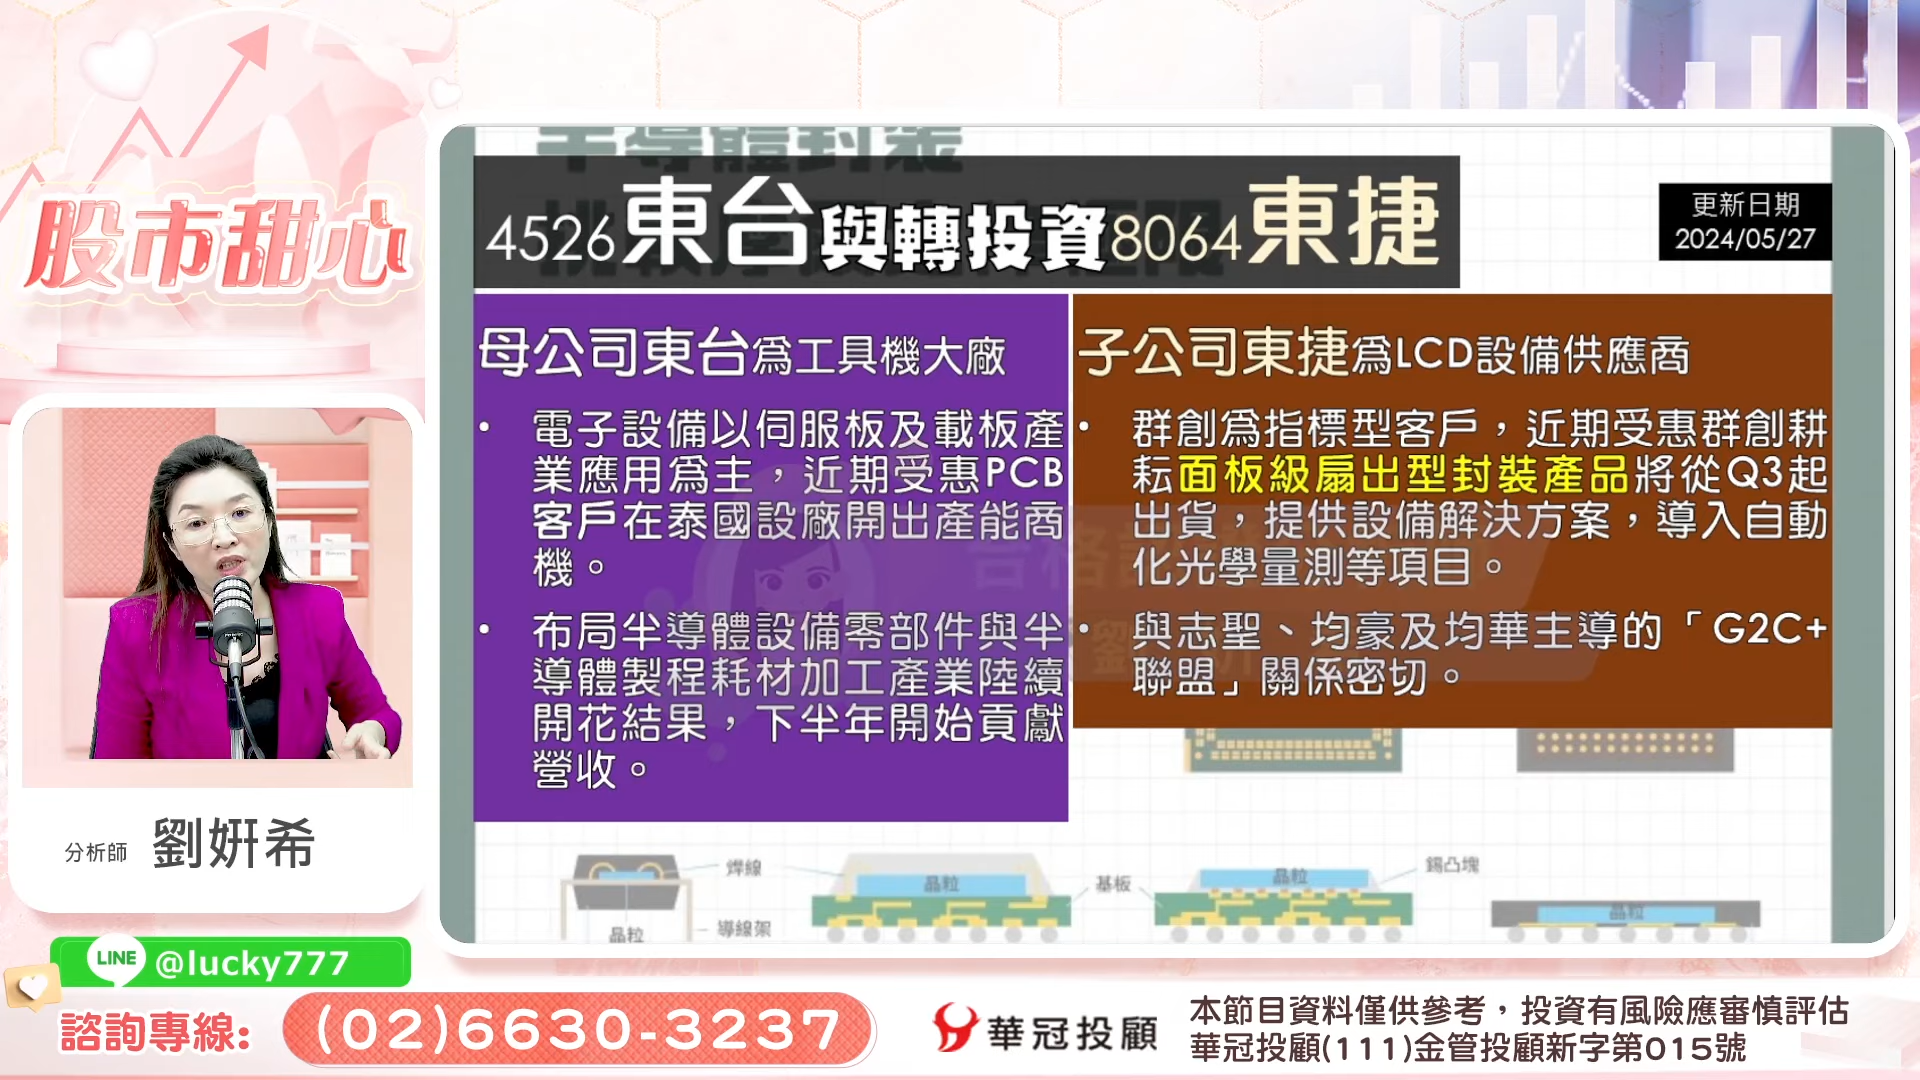 股市甜心
半導體封裝
4526東台與轉投資8064東捷
更新日期
2024/05/27
母公司東台爲工具機大廠
• 電子設備以伺服板及載板產
業應用爲主，近期受惠PCB
客戶在泰國設廠開出產能商
機。
• 布局半導體設備零部件與半
導體製程耗材加工產業陸續
開花結果，下半年開始貢獻
營收。
子公司東捷爲LCD設備供應商
• 群創爲指標型客戶，近期受惠群創耕
耘面板級扇出型封裝產品將從Q3起
出貨，提供設備解決方案，導入自動
化光學量測等項目。
• 與志聖、均豪及均華主導的「G2C+
聯盟」關係密切。
焊線
晶粒
導線架
晶粒
基板
晶粒
錫凸塊
晶粒
分析師 劉妍希
LINE @lucky777
諮詢專線: (02)6630-3237
華冠投顧
本節目資料僅供參考，投資有風險應審慎評估
華冠投顧(111)金管投顧新字第015號